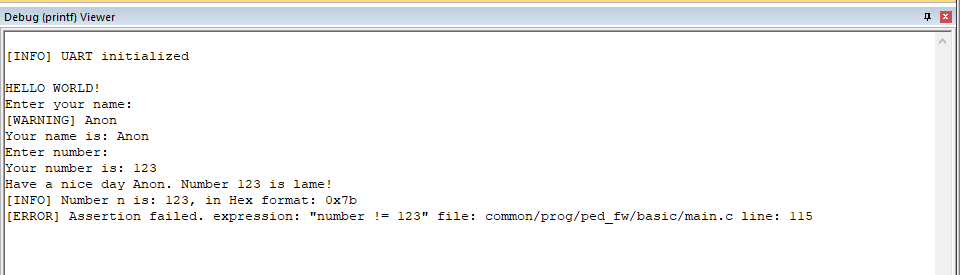 Debug (printf) Viewer
[INFO] UART initialized
HELLO WORLD!
Enter your name:
[WARNING] Anon
Your name is: Anon
Enter number:
Your number is: 123
Have a nice day Anon. Number 123 is lame!
[INFO] Number n is: 123, in Hex format: 0x7b
[ERROR] Assertion failed. expression: "number != 123" file: common/prog/ped_fw/basic/main.c line: 115